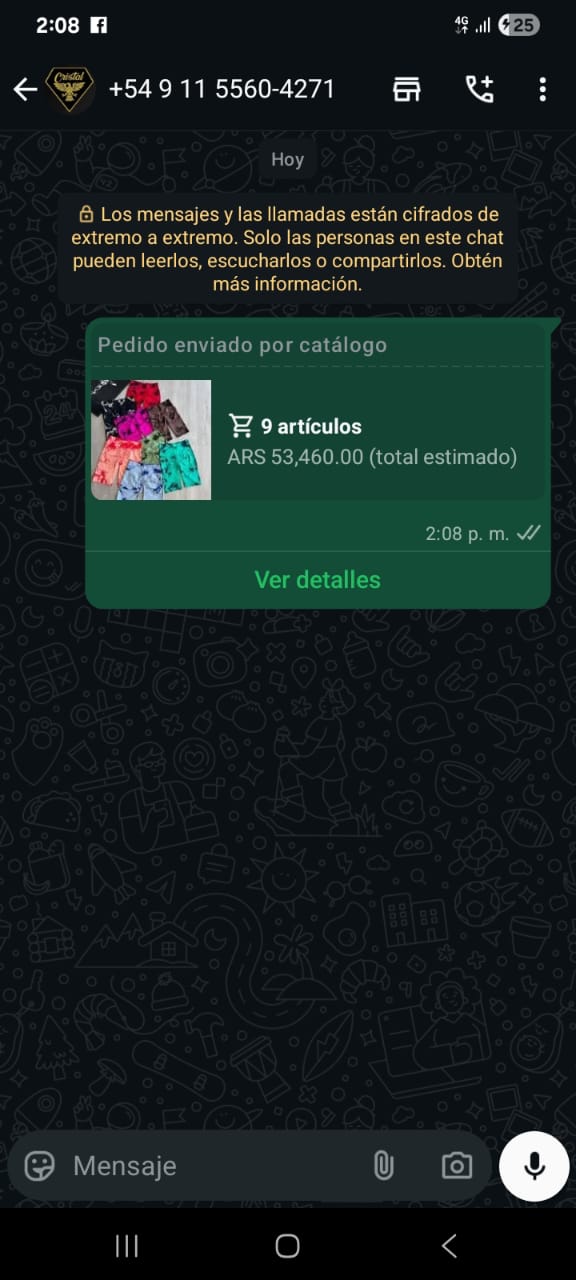 2:08
4G
25
Cristal
+54 9 11 5560-4271
Hoy
Los mensajes y las llamadas están cifrados de
extremo a extremo. Solo las personas en este chat
pueden leerlos, escucharlos o compartirlos. Obtén
más información.
Pedido enviado por catálogo
9 artículos
ARS 53,460.00 (total estimado)
2:08 p. m.
Ver detalles
Mensaje